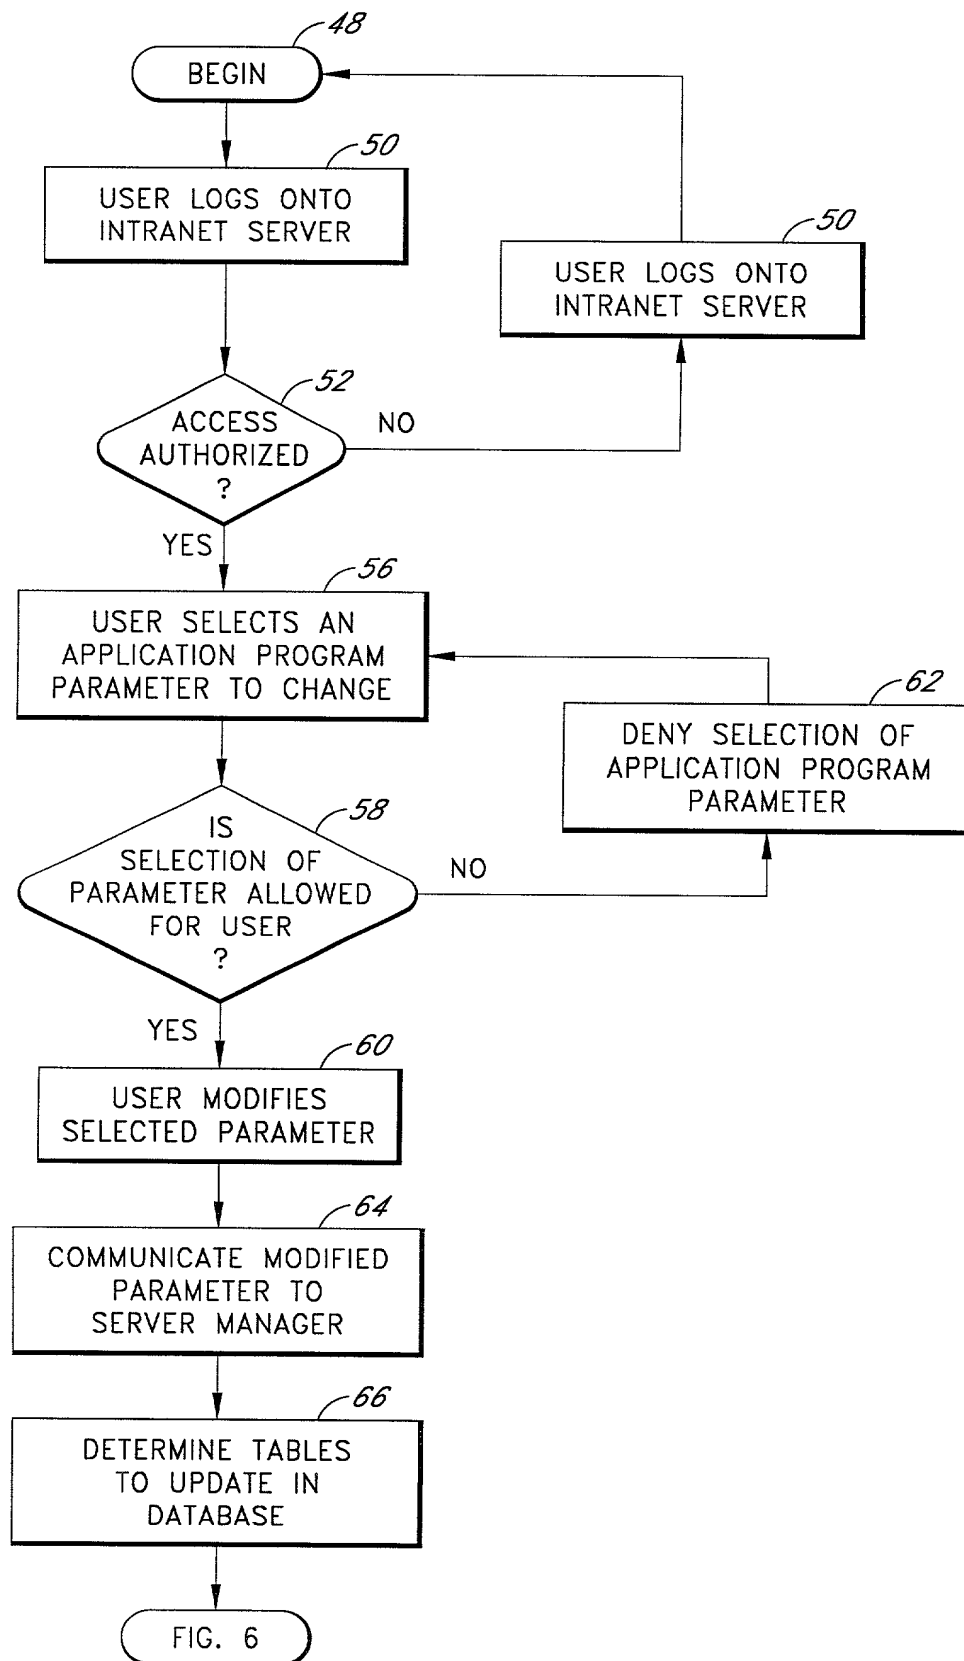 48
BEGIN
50
USER LOGS ONTO
INTRANET SERVER
50
USER LOGS ONTO
INTRANET SERVER
52
ACCESS
AUTHORIZED
?
NO
YES
56
USER SELECTS AN
APPLICATION PROGRAM
PARAMETER TO CHANGE
62
DENY SELECTION OF
APPLICATION PROGRAM
PARAMETER
58
IS
SELECTION OF
PARAMETER ALLOWED
FOR USER
?
NO
YES
60
USER MODIFIES
SELECTED PARAMETER
64
COMMUNICATE MODIFIED
PARAMETER TO
SERVER MANAGER
66
DETERMINE TABLES
TO UPDATE IN
DATABASE
FIG. 6